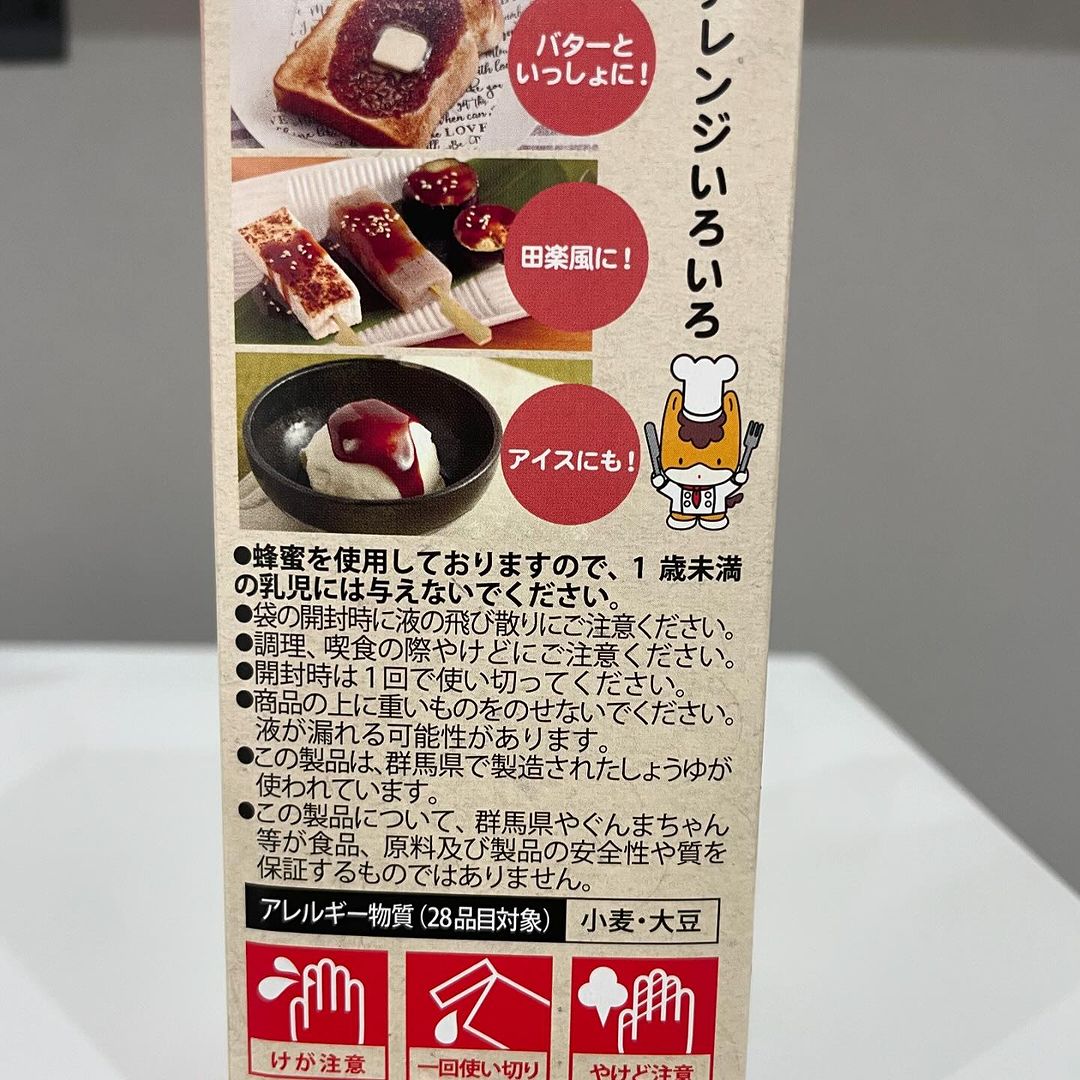 バターと
いっしょに！
レンジいろいろ
田楽風に！
アイスにも！
●蜂蜜を使用しておりますので、1 歳未満
の乳児には与えないでください。
●袋の開封時に液の飛び散りにご注意ください。
●調理、喫食の際やけどにご注意ください。
●開封時は1回で使い切ってください。
●商品の上に重いものをのせないでください。
液が漏れる可能性があります。
●この製品は、群馬県で製造されたしょうゆが
使われています。
●この製品について、群馬県やぐんまちゃん
等が食品、原料及び製品の安全性や質を
保証するものではありません。
アレルギー物質（28品目対象） 小麦・大豆
けが注意 一回使い切り やけど注意